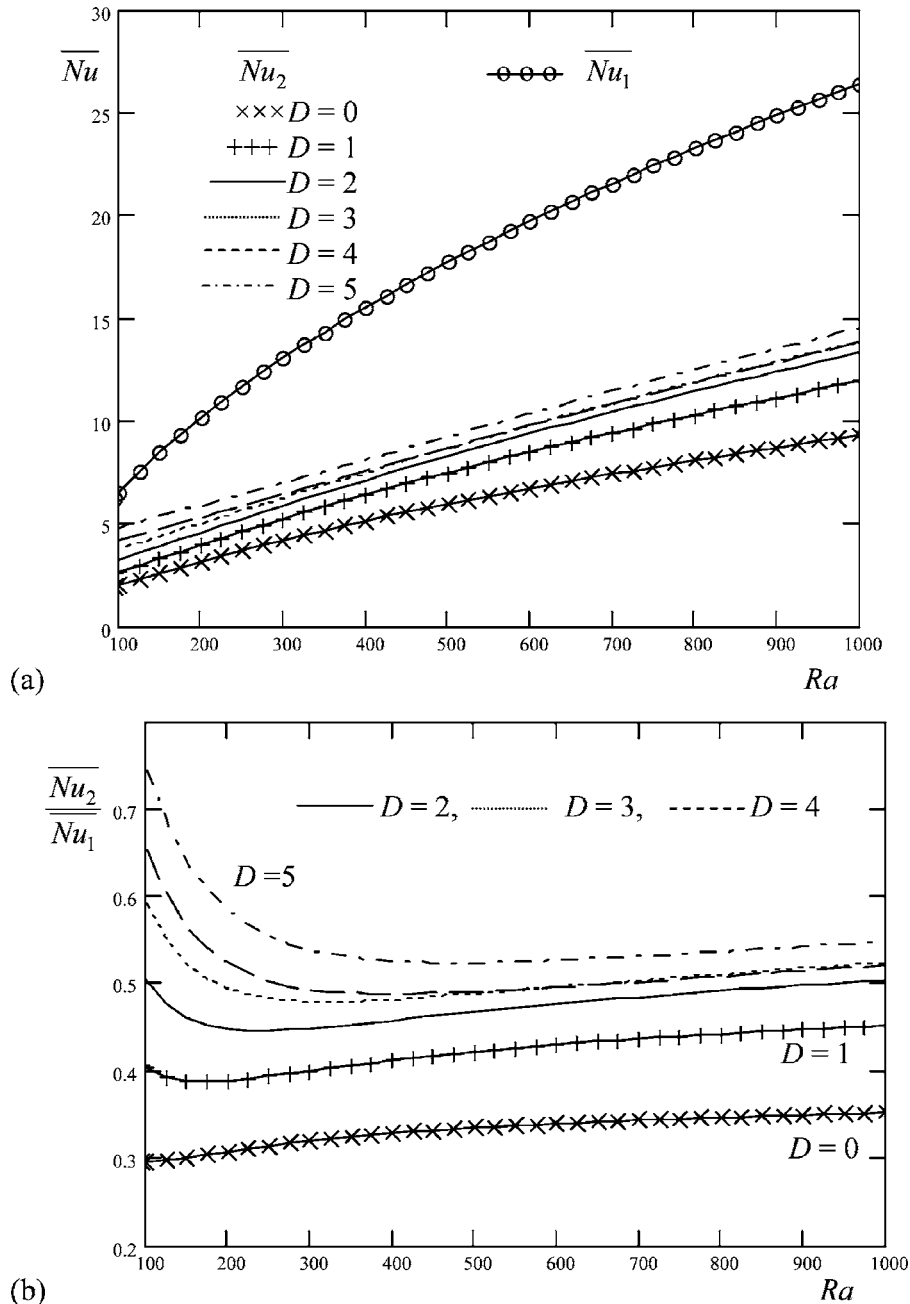 Nu Nu2 Nu1
D = 0
D = 1
D = 2
D = 3
D = 4
D = 5
30
25
20
15
10
5
0
100 200 300 400 500 600 700 800 900 1000
(a) Ra
Nu2
Nu1
D = 2, D = 3, D = 4
D =5
D = 1
D = 0
0.7
0.6
0.5
0.4
0.3
0.2
100 200 300 400 500 600 700 800 900 1000
(b) Ra